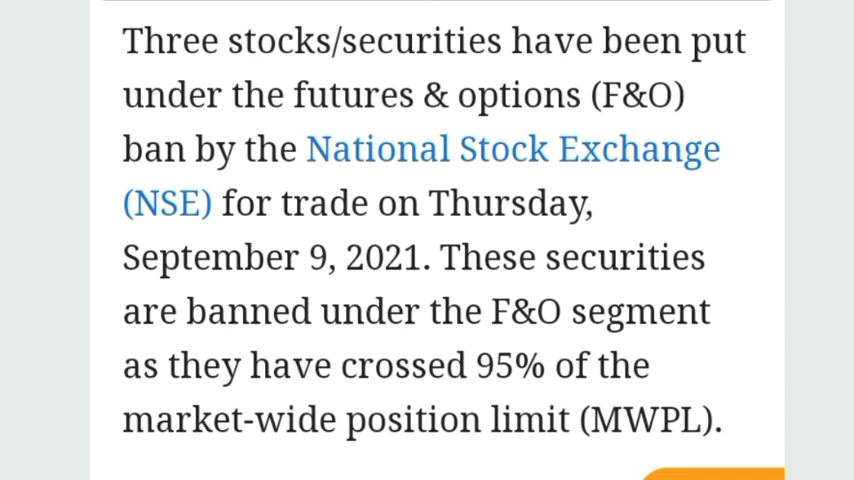 Three stocks/securities have been put
under the futures & options (F&O)
ban by the National Stock Exchange
(NSE) for trade on Thursday,
September 9, 2021. These securities
are banned under the F&O segment
as they have crossed 95% of the
market-wide position limit (MWPL).